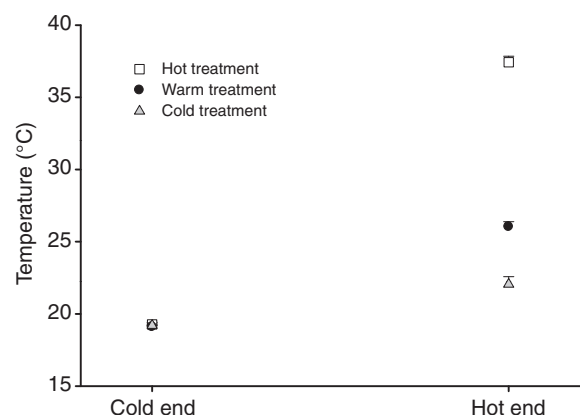 40
35
30
25
20
15
Temperature (°C)
Hot treatment
Warm treatment
Cold treatment
Cold end
Hot end